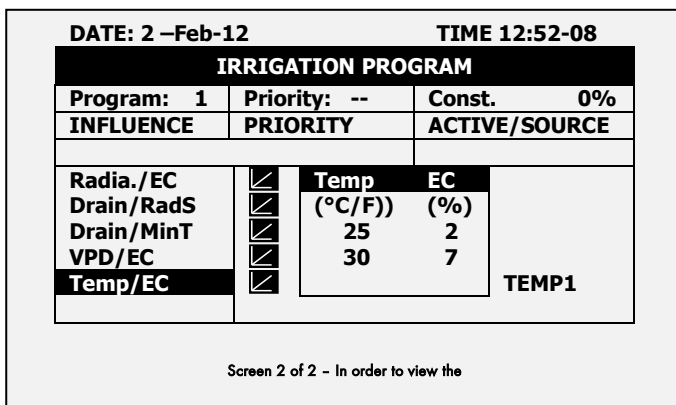 DATE: 2 –Feb-12 TIME 12:52-08
IRRIGATION PROGRAM
Program: 1 Priority: -- Const. 0%
INFLUENCE PRIORITY ACTIVE/SOURCE
Radia./EC Temp EC
Drain/RadS (°C/F)) (%)
Drain/MinT 25 2
VPD/EC 30 7
Temp/EC TEMP1
Screen 2 of 2 – In order to view the